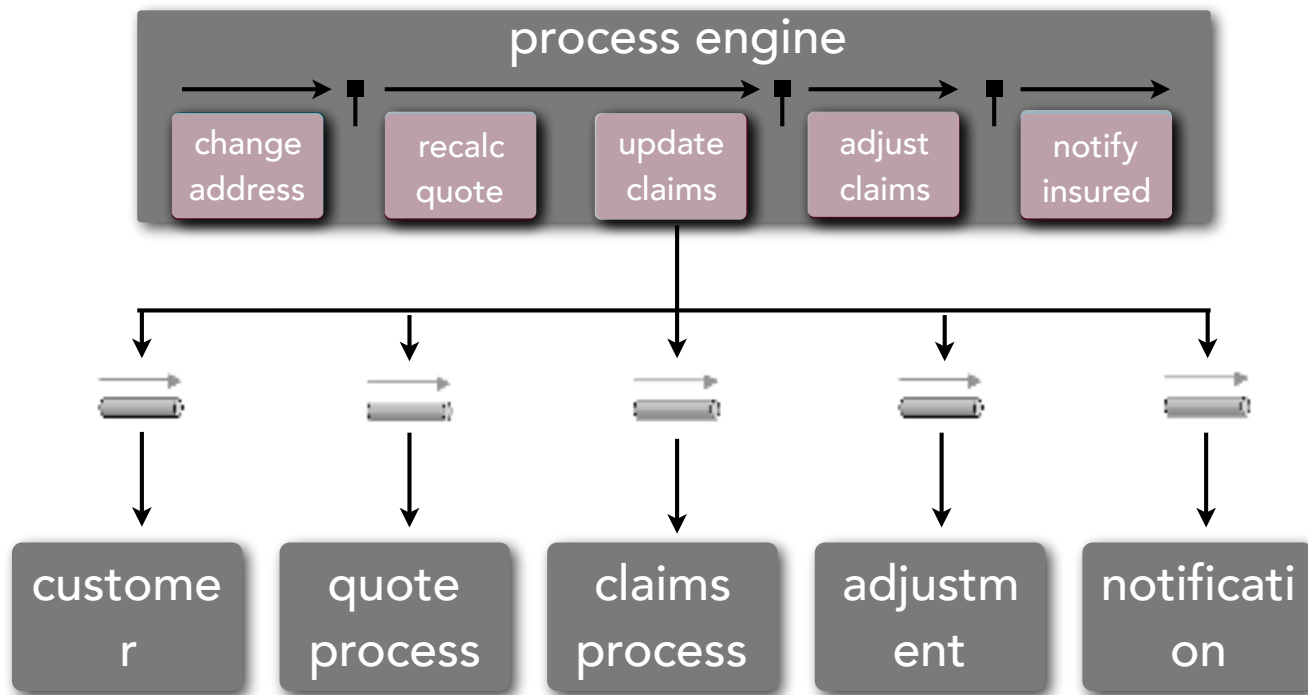 process engine
change
address
recalc
quote
update
claims
adjust
claims
notify
insured
custome
r
quote
process
claims
process
adjustm
ent
notificati
on